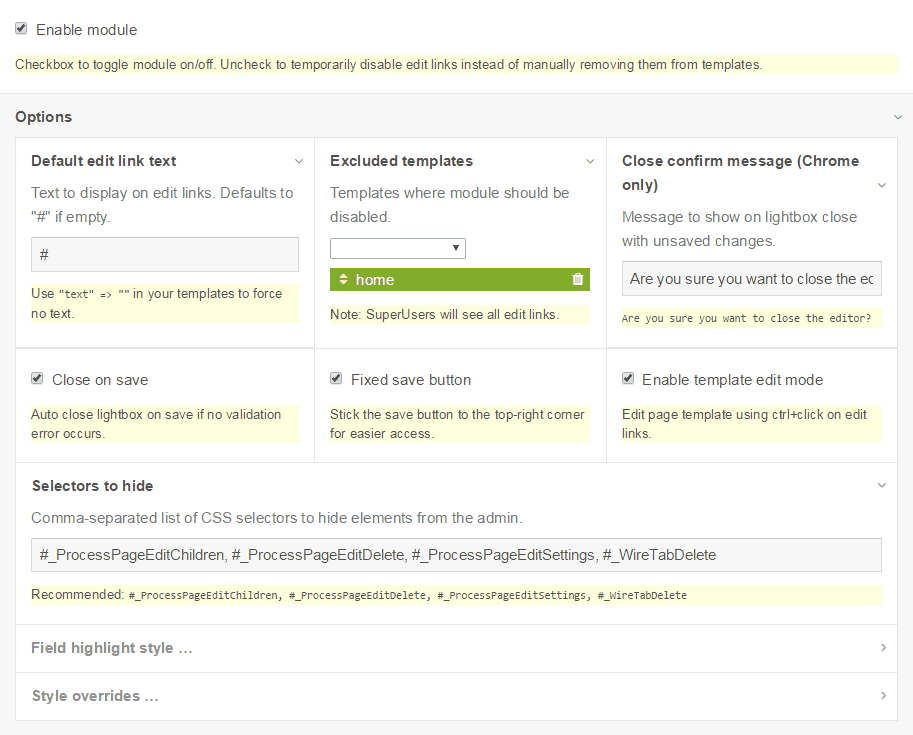 Enable module
Checkbox to toggle module on/off. Uncheck to temporarily disable edit links instead of manually removing them from templates.
Options
Default edit link text
Text to display on edit links. Defaults to
"#" if empty.
#
Use "text" => "" in your templates to force
no text.
Excluded templates
Templates where module should be
disabled.
home
Note: SuperUsers will see all edit links.
Close confirm message (Chrome
only)
Message to show on lightbox close
with unsaved changes.
Are you sure you want to close the ec
Are you sure you want to close the editor?
Close on save
Auto close lightbox on save if no validation
error occurs.
Fixed save button
Stick the save button to the top-right corner
for easier access.
Enable template edit mode
Edit page template using ctrl+click on edit
links.
Selectors to hide
Comma-separated list of CSS selectors to hide elements from the admin.
#_ProcessPageEditChildren, #_ProcessPageEditDelete, #_ProcessPageEditSettings, #_WireTabDelete
Recommended: #_ProcessPageEditChildren, #_ProcessPageEditDelete, #_ProcessPageEditSettings, #_WireTabDelete
Field highlight style ...
Style overrides ...